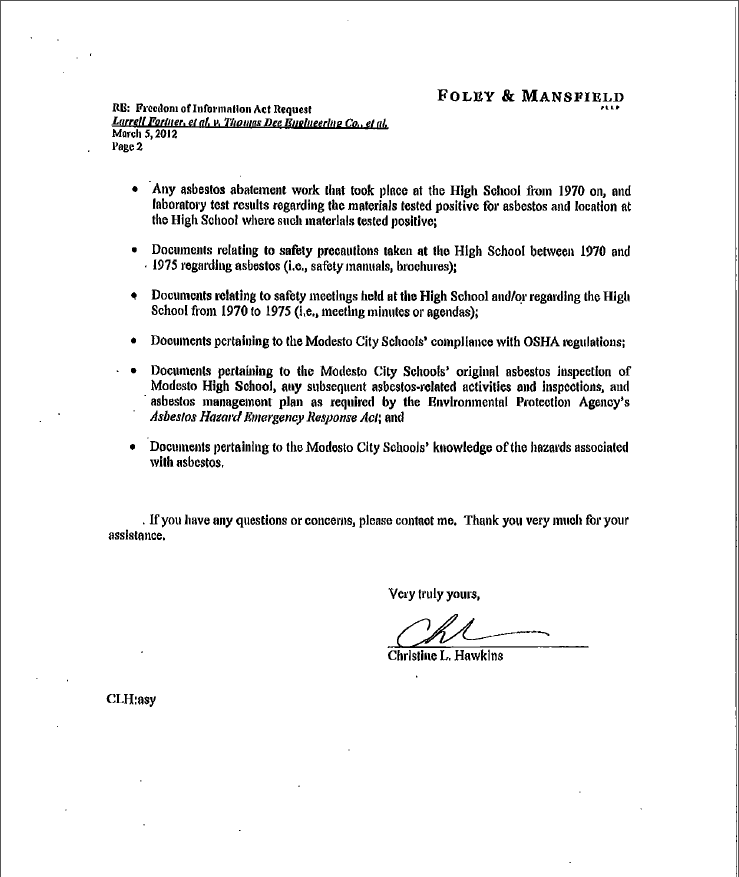 FOLEY & MANSFIELD
PLLP
RE: Freedom of Information Act Request
Larrell Fortner, et al. v. Thomas Dee Engineering Co., et al.
March 5, 2012
Page 2
• Any asbestos abatement work that took place at the High School from 1970 on, and
laboratory test results regarding the materials tested positive for asbestos and location at
the High School where such materials tested positive;
• Documents relating to safety precautions taken at the High School between 1970 and
1975 regarding asbestos (i.e., safety manuals, brochures);
• Documents relating to safety meetings held at the High School and/or regarding the High
School from 1970 to 1975 (i.e., meeting minutes or agendas);
• Documents pertaining to the Modesto City Schools' compliance with OSHA regulations;
• Documents pertaining to the Modesto City Schools' original asbestos inspection of
Modesto High School, any subsequent asbestos-related activities and inspections, and
asbestos management plan as required by the Environmental Protection Agency's
Asbestos Hazard Emergency Response Act; and
• Documents pertaining to the Modesto City Schools' knowledge of the hazards associated
with asbestos.
If you have any questions or concerns, please contact me. Thank you very much for your
assistance.
Very truly yours,
Christine L. Hawkins
CLH:asy